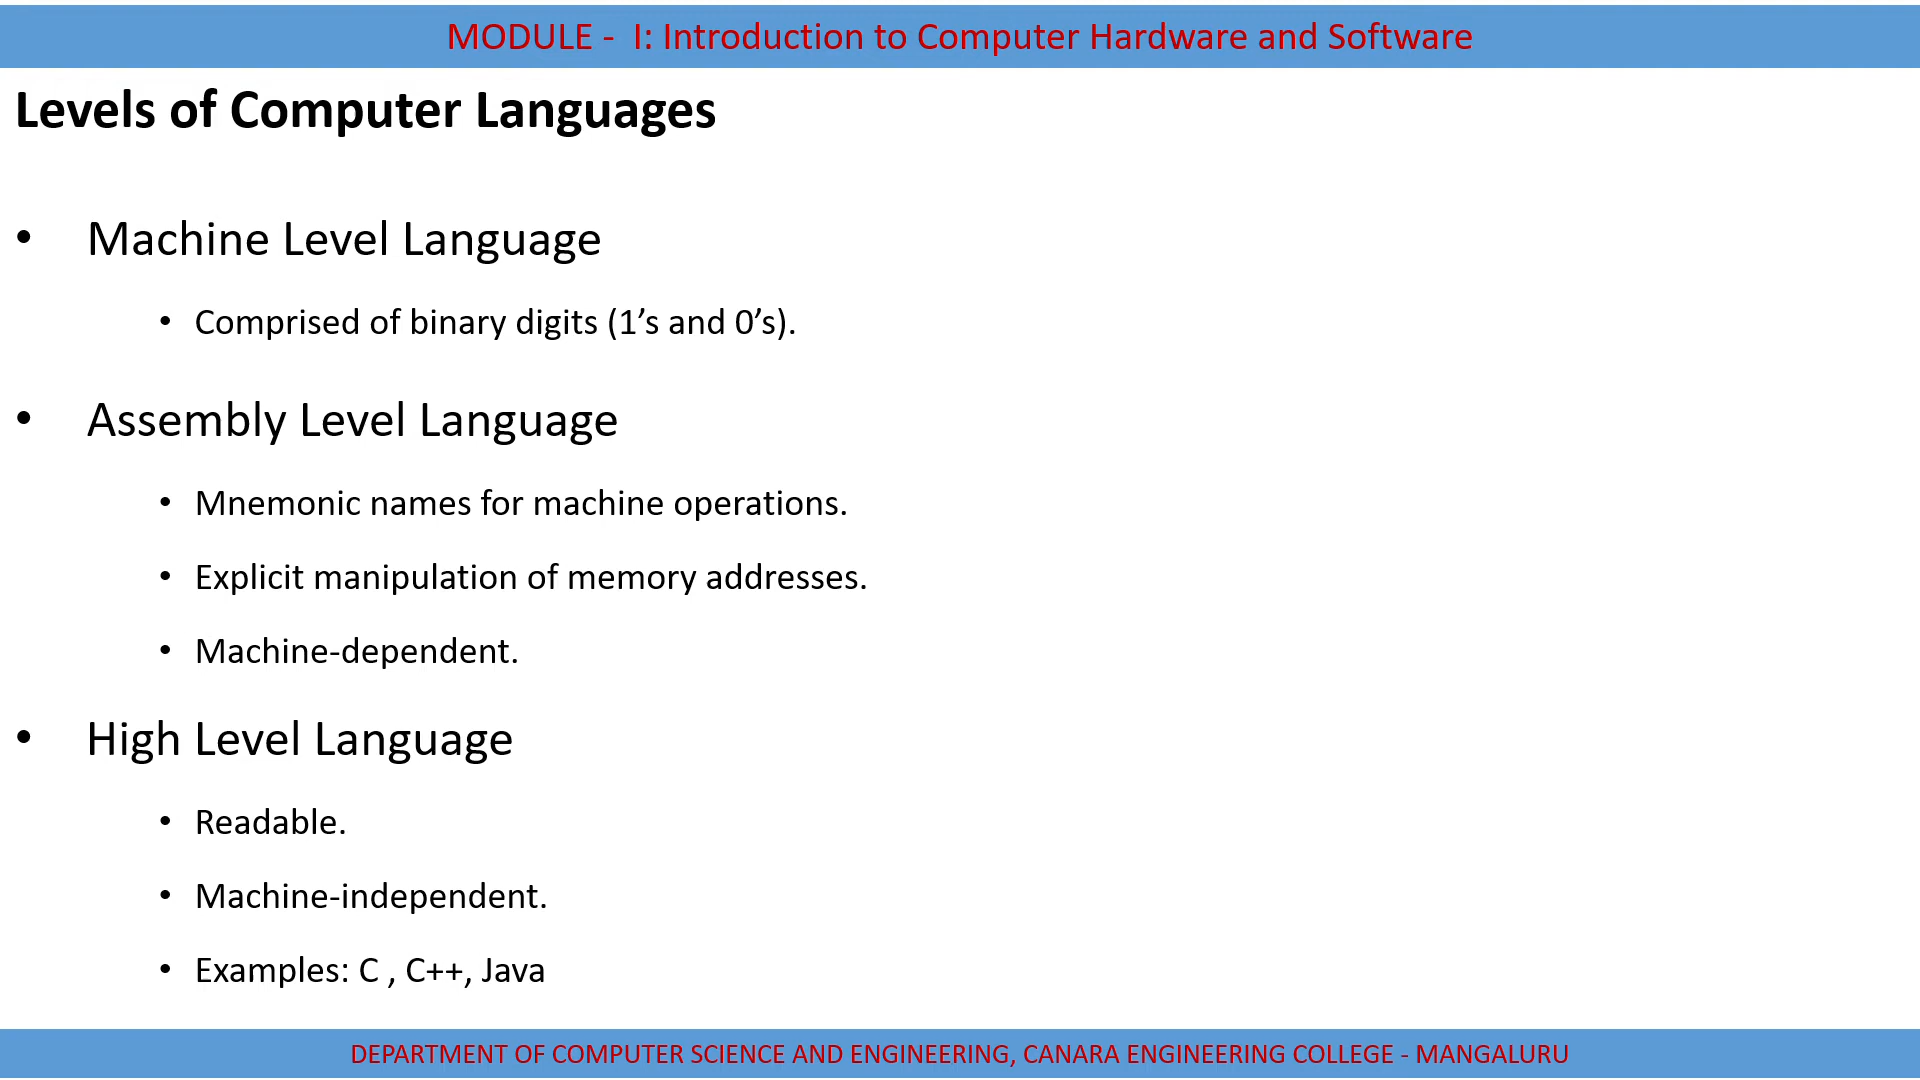 MODULE - I: Introduction to Computer Hardware and Software
Levels of Computer Languages
• Machine Level Language
• Comprised of binary digits (1’s and 0’s).
• Assembly Level Language
• Mnemonic names for machine operations.
• Explicit manipulation of memory addresses.
• Machine-dependent.
• High Level Language
• Readable.
• Machine-independent.
• Examples: C , C++, Java
DEPARTMENT OF COMPUTER SCIENCE AND ENGINEERING, CANARA ENGINEERING COLLEGE - MANGALURU